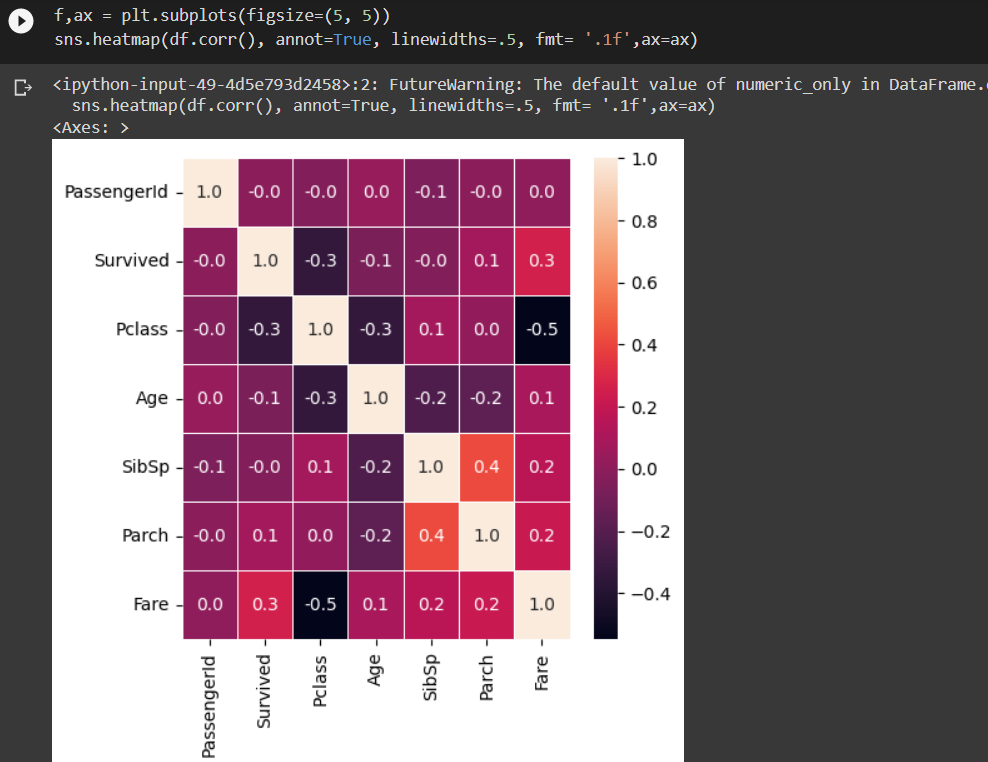 f,ax = plt.subplots(figsize=(5, 5))
sns.heatmap(df.corr(), annot=True, linewidths=.5, fmt= '.1f',ax=ax)
<ipython-input-49-4d5e793d2458>:2: FutureWarning: The default value of numeric_only in DataFrame.
sns.heatmap(df.corr(), annot=True, linewidths=.5, fmt= '.1f',ax=ax)
<Axes: >
PassengerId 1.0 -0.0 -0.0 0.0 -0.1 -0.0 0.0
Survived -0.0 1.0 -0.3 -0.1 -0.0 0.1 0.3
Pclass -0.0 -0.3 1.0 -0.3 0.1 0.0 -0.5
Age 0.0 -0.1 -0.3 1.0 -0.2 -0.2 0.1
SibSp -0.1 -0.0 0.1 -0.2 1.0 0.4 0.2
Parch -0.0 0.1 0.0 -0.2 0.4 1.0 0.2
Fare 0.0 0.3 -0.5 0.1 0.2 0.2 1.0
PassengerId Survived Pclass Age SibSp Parch Fare
1.0
0.8
0.6
0.4
0.2
0.0
−0.2
−0.4